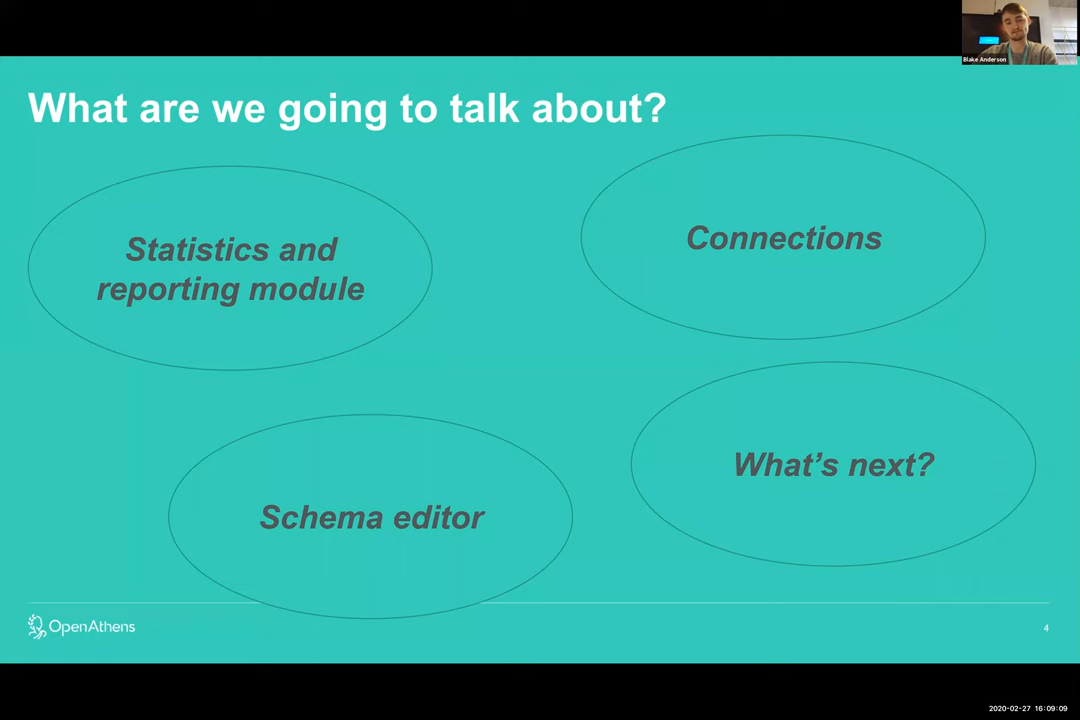 Blake Anderson
What are we going to talk about?
Statistics and
reporting module
Connections
Schema editor
What's next?
OpenAthens
4
2020-02-27 16:09:09